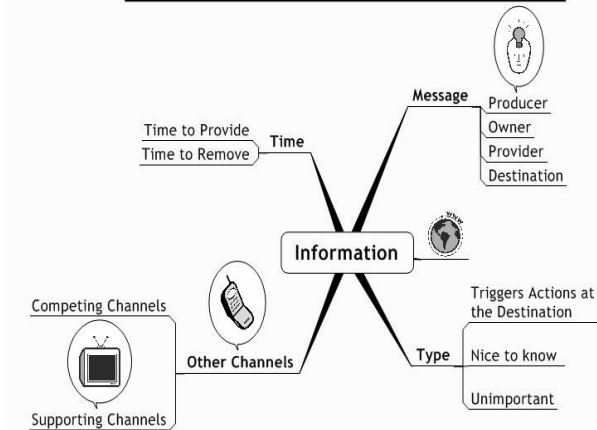 Message
Producer
Owner
Provider
Destination
Time to Provide
Time to Remove
Time
www
Information
Competing Channels
Other Channels
Supporting Channels
Triggers Actions at
the Destination
Type
Nice to know
Unimportant